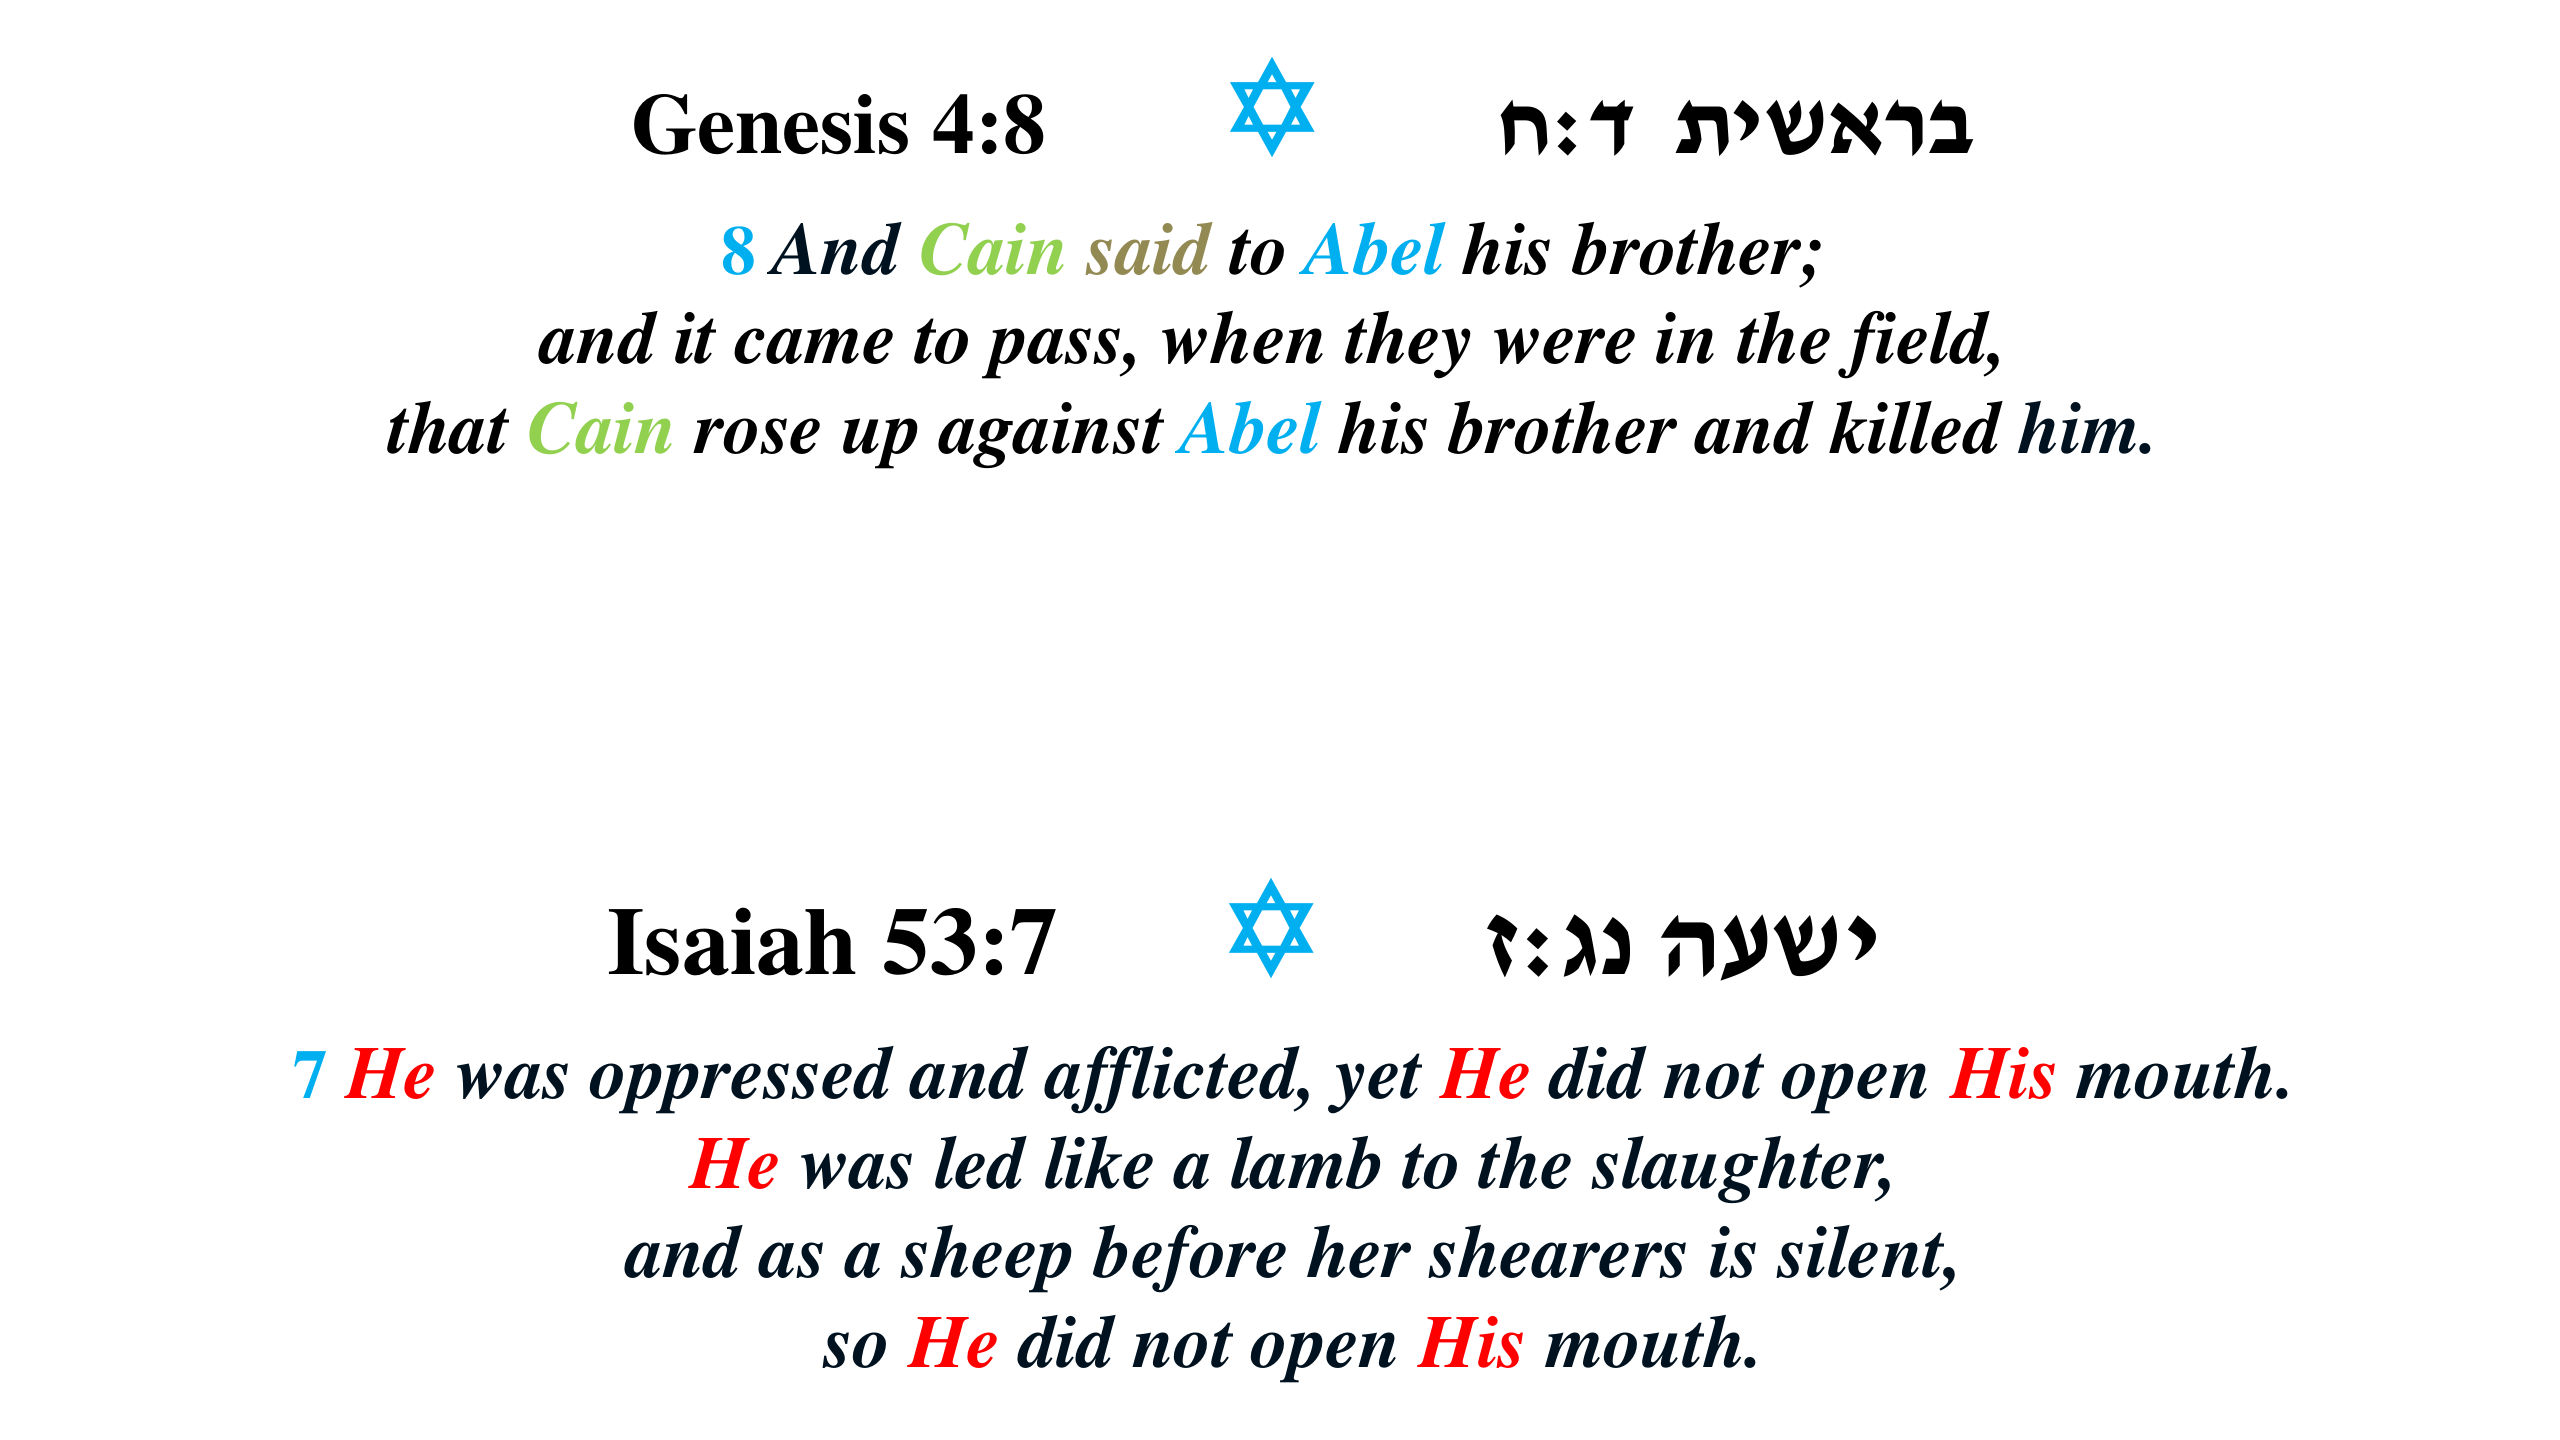 Genesis 4:8 ✡ בראשית ד:ח
8 And Cain said to Abel his brother;
and it came to pass, when they were in the field,
that Cain rose up against Abel his brother and killed him.
Isaiah 53:7 ✡ ישעה נג:ז
7 He was oppressed and afflicted, yet He did not open His mouth.
He was led like a lamb to the slaughter,
and as a sheep before her shearers is silent,
so He did not open His mouth.